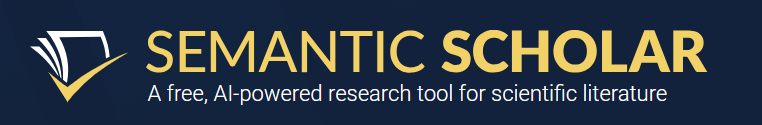 SEMANTIC SCHOLAR
A free, AI-powered research tool for scientific literature